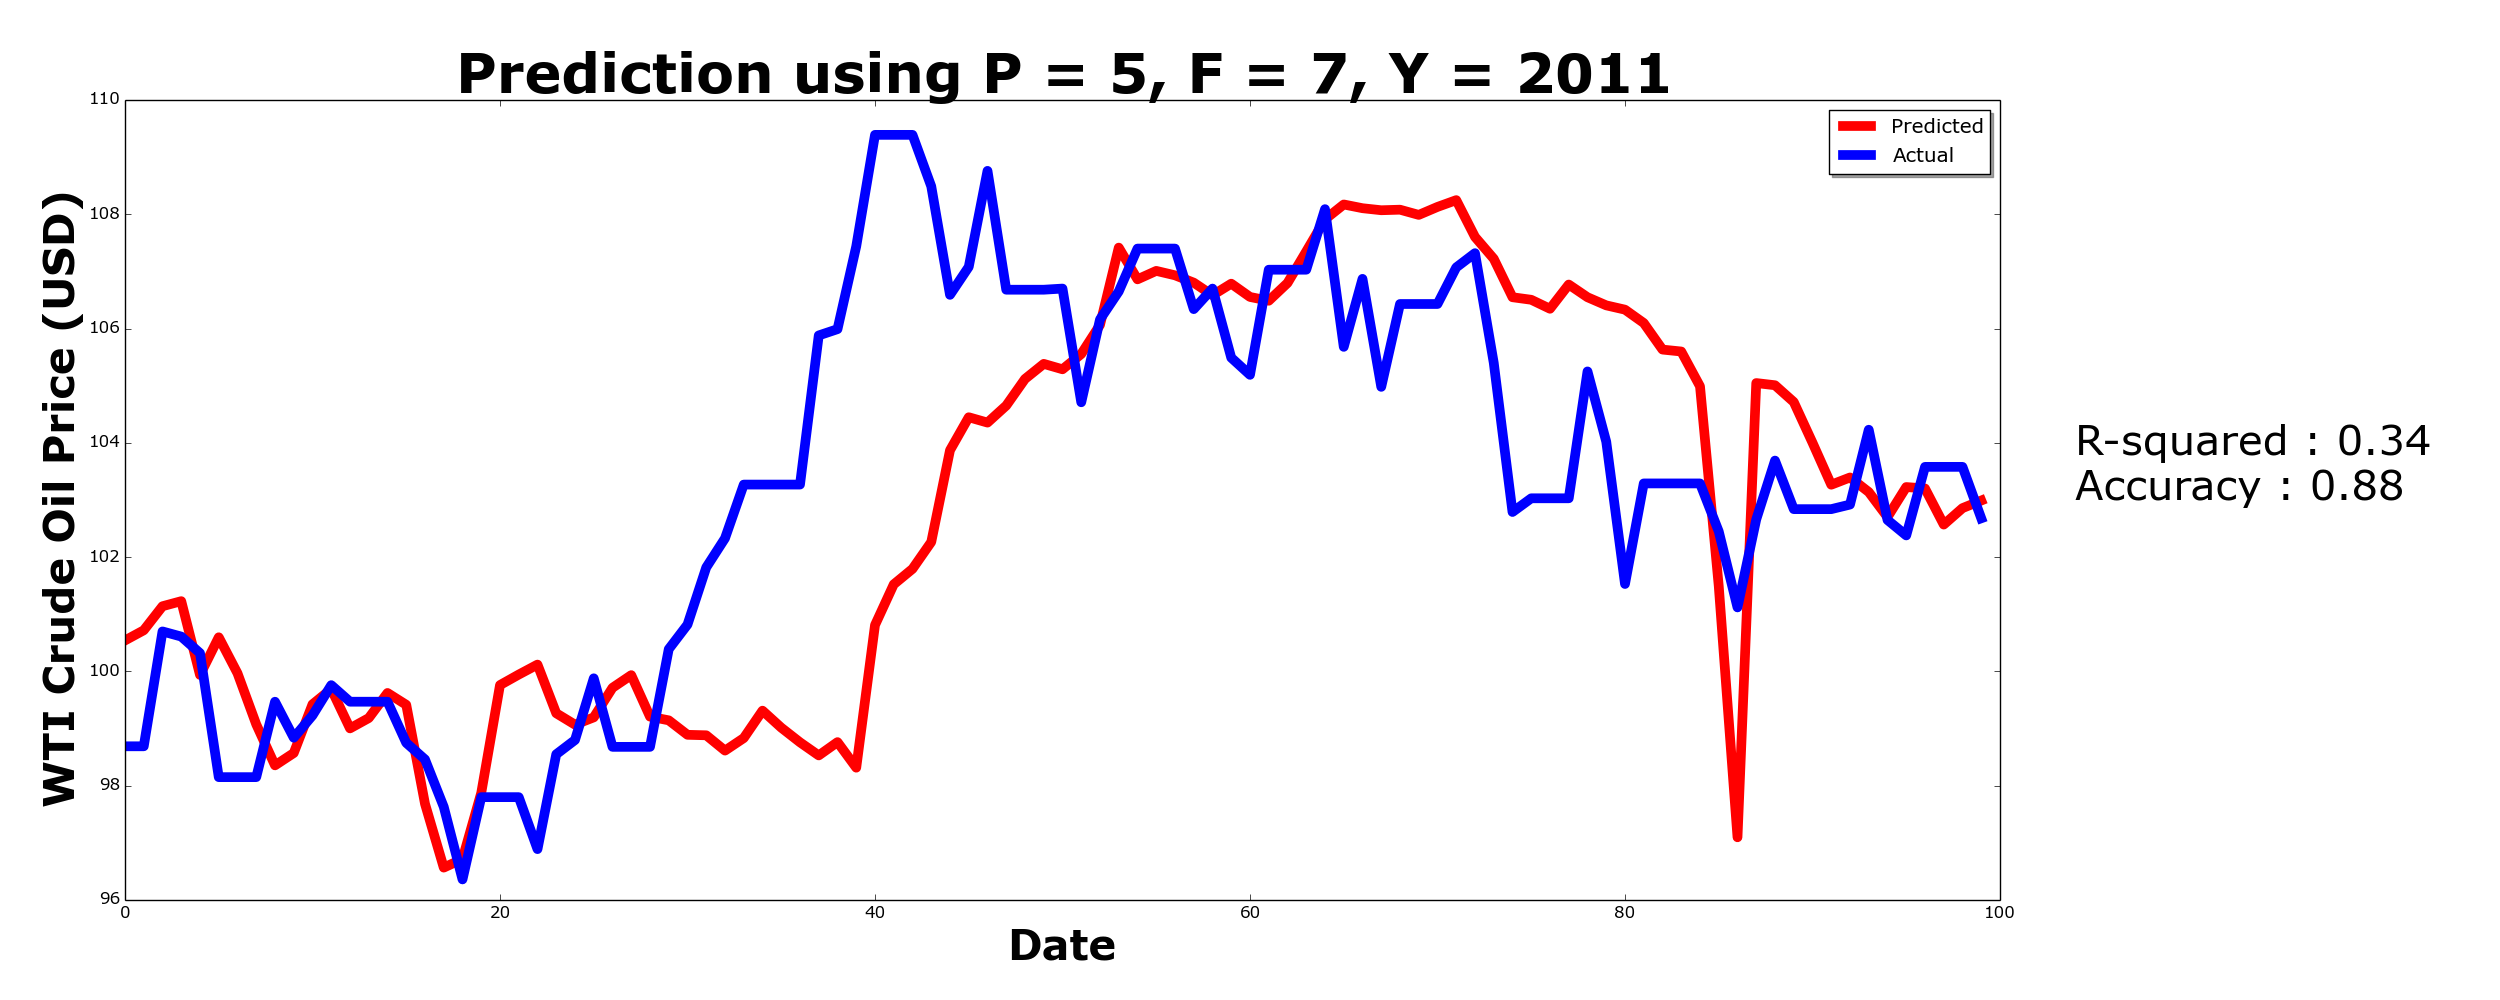 Prediction using P = 5, F = 7, Y = 2011
WTI Crude Oil Price (USD)
110
108
106
104
102
100
98
96
0 20 40 60 80 100
Date
Predicted
Actual
R-squared : 0.34
Accuracy : 0.88